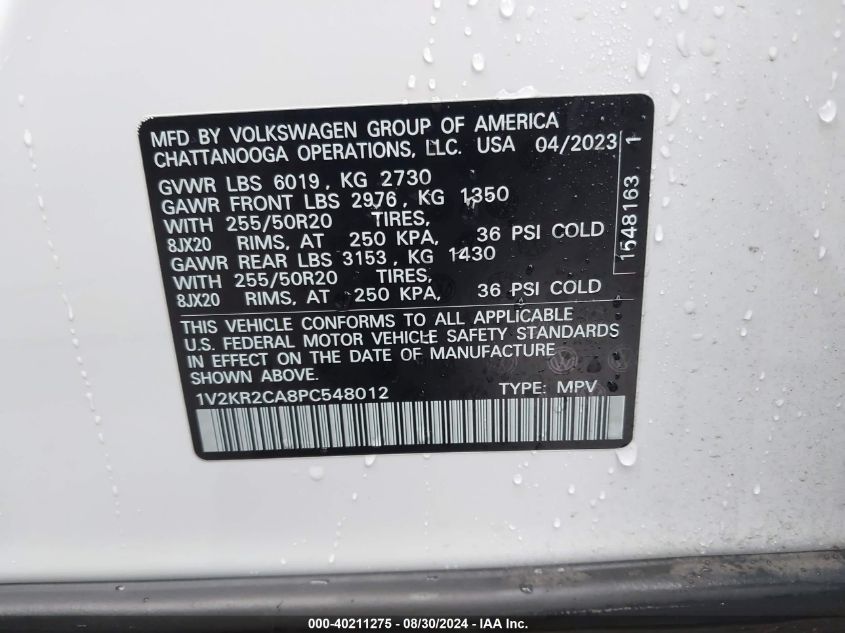 MFD BY VOLKSWAGEN GROUP OF AMERICA
CHATTANOOGA OPERATIONS, LLC. USA 04/2023
GVWR LBS 6019, KG 2730
GAWR FRONT LBS 2976, KG 1350
WITH 255/50R20 TIRES,
8JX20 RIMS, AT 250 KPA, 36 PSI COLD
GAWR REAR LBS 3153, KG 1430
WITH 255/50R20 TIRES,
8JX20 RIMS, AT 250 KPA, 36 PSI COLD
1548163 1
THIS VEHICLE CONFORMS TO ALL APPLICABLE
U.S. FEDERAL MOTOR VEHICLE SAFETY STANDARDS
IN EFFECT ON THE DATE OF MANUFACTURE
SHOWN ABOVE.
1V2KR2CA8PC548012 TYPE: MPV
000-40211275 - 08/30/2024 - IAA Inc.